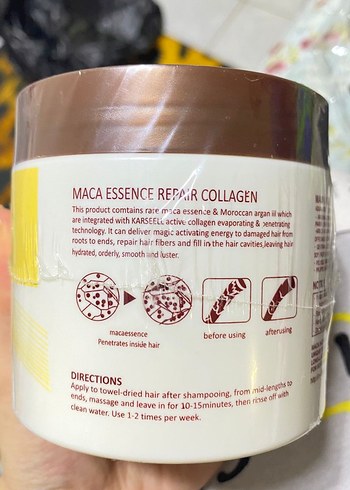 MACA ESSENCE REPAIR COLLAGEN
This product comtains rare maca essence & Moroccan argan oil which
are integrated with KARSEELL active collagen evaporating & penetrating
technology. It can deliver magic activating energy to damaged hair from
roots to ends, repair hair fibers and fill in the hair cavities,leaving hair
hydrated, orderly, smooth and luster.
macaessence
Penetrates inside hair
before using
afterusing
DIRECTIONS
Apply to towel-dried hair after shampooing, from mid-lengths to
ends, massage and leave in for 10-15minutes, then rinse off with
clean water. Use 1-2 times per week.